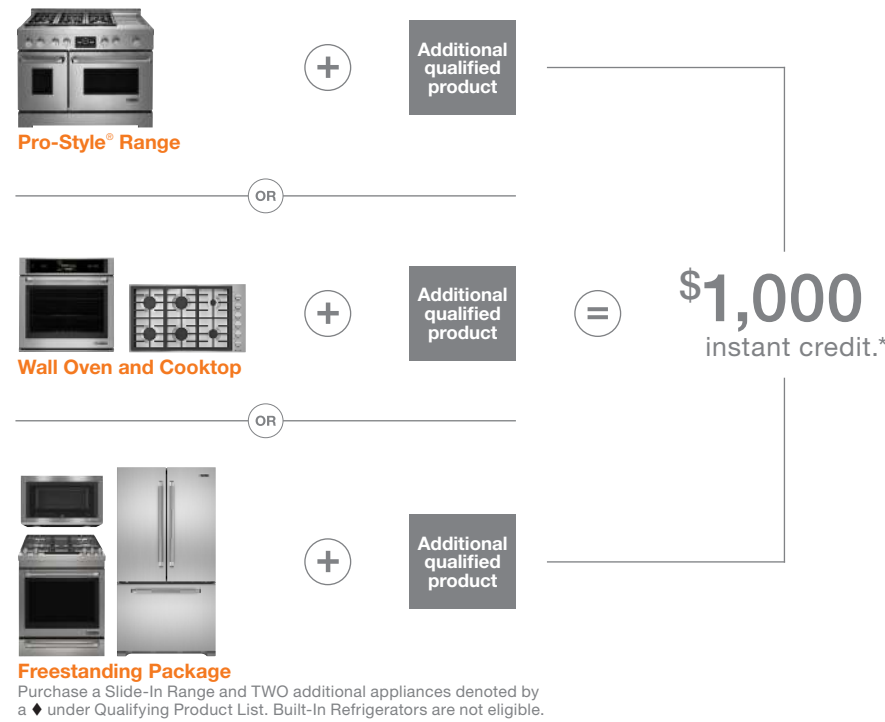 Additional
qualified
product
Pro-Style® Range
OR
Additional
qualified
product
$1,000
instant credit.*
Wall Oven and Cooktop
OR
Additional
qualified
product
Freestanding Package
Purchase a Slide-In Range and TWO additional appliances denoted by
a ♦ under Qualifying Product List. Built-In Refrigerators are not eligible.